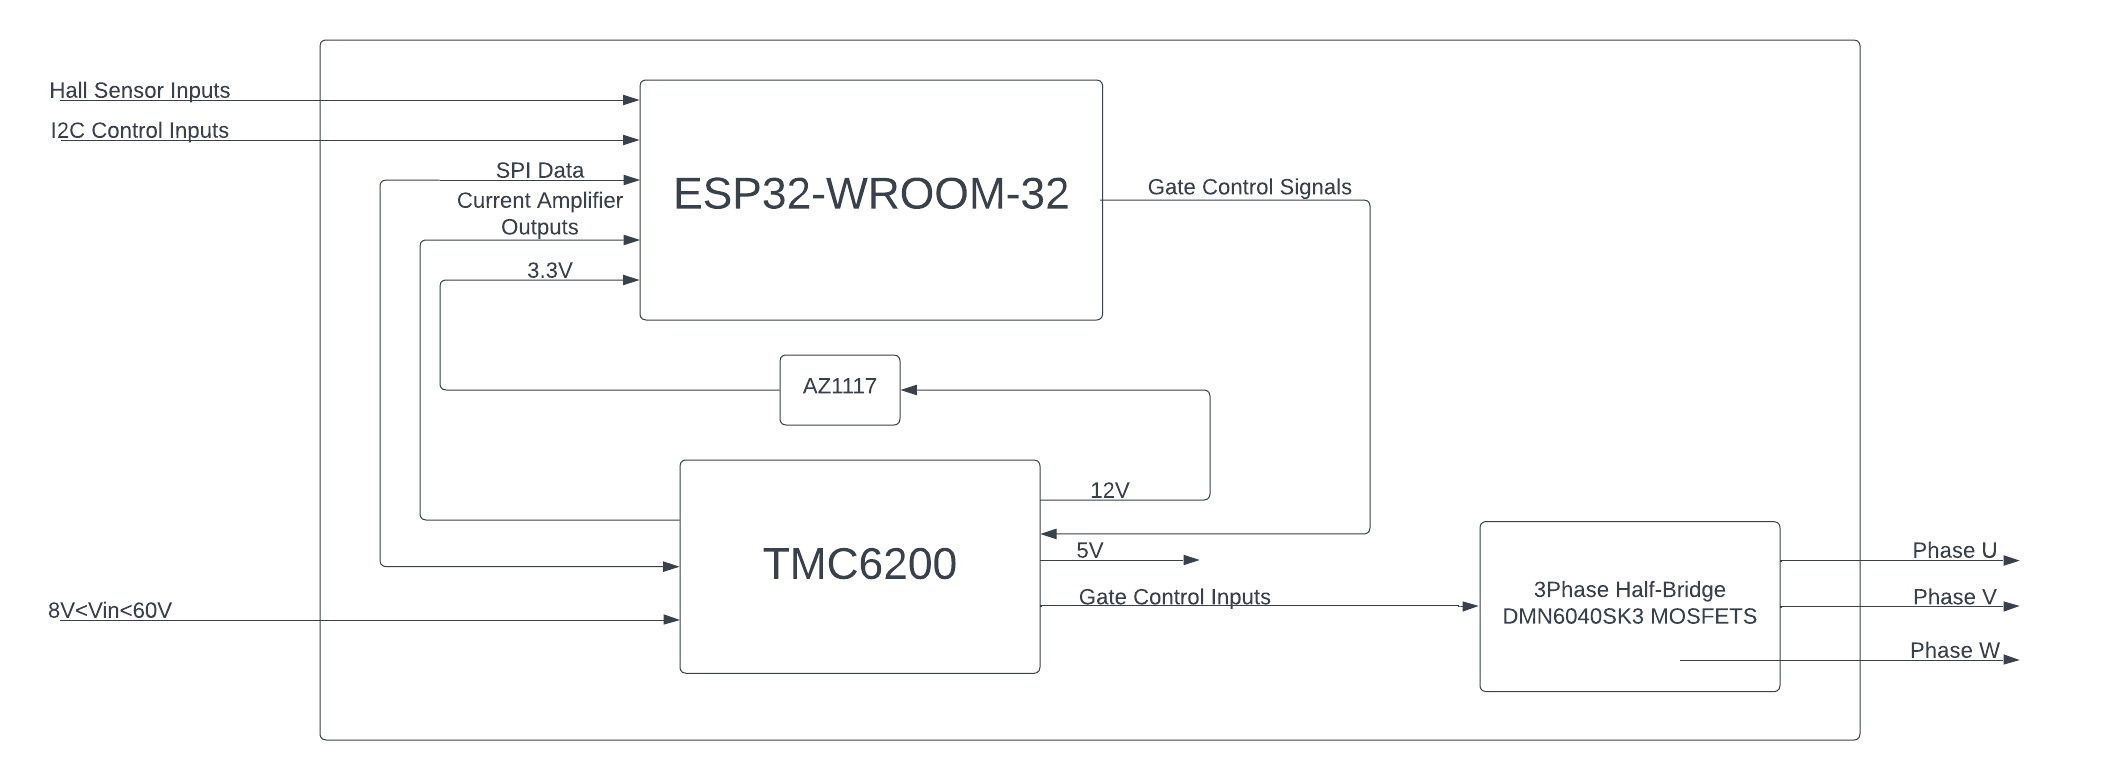 Hall Sensor Inputs
I2C Control Inputs
SPI Data
Current Amplifier
Outputs
3.3V
ESP32-WROOM-32
Gate Control Signals
AZ1117
12V
TMC6200
5V
Gate Control Inputs
8V<Vin<60V
3Phase Half-Bridge
DMN6040SK3 MOSFETS
Phase U
Phase V
Phase W